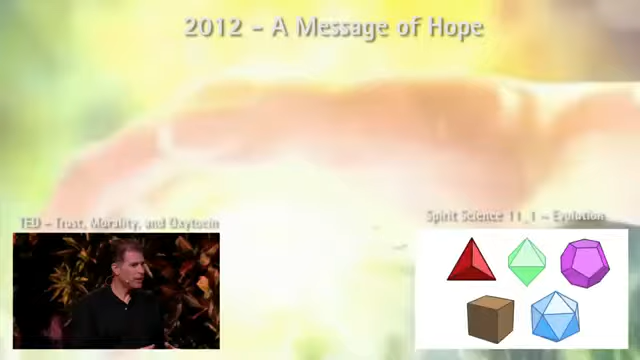 2012 - A Message of Hope
TED - Trust, Morality, and Oxytocin
Spirit Science 11_1 - Evolution